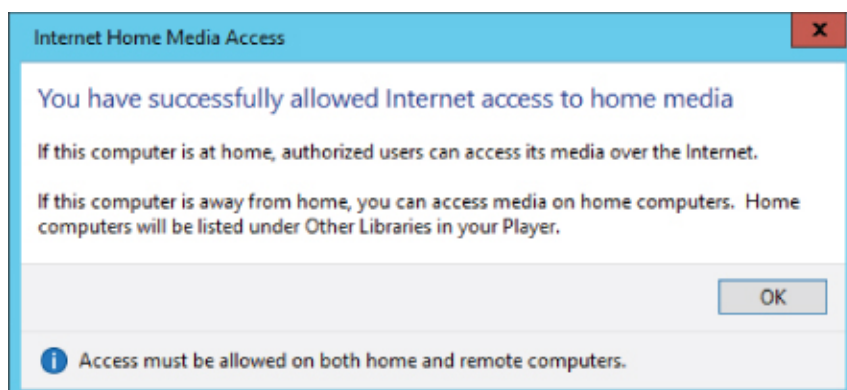 Internet Home Media Access
x
You have successfully allowed Internet access to home media
If this computer is at home, authorized users can access its media over the Internet.
If this computer is away from home, you can access media on home computers.  Home
computers will be listed under Other Libraries in your Player.
OK
i
Access must be allowed on both home and remote computers.